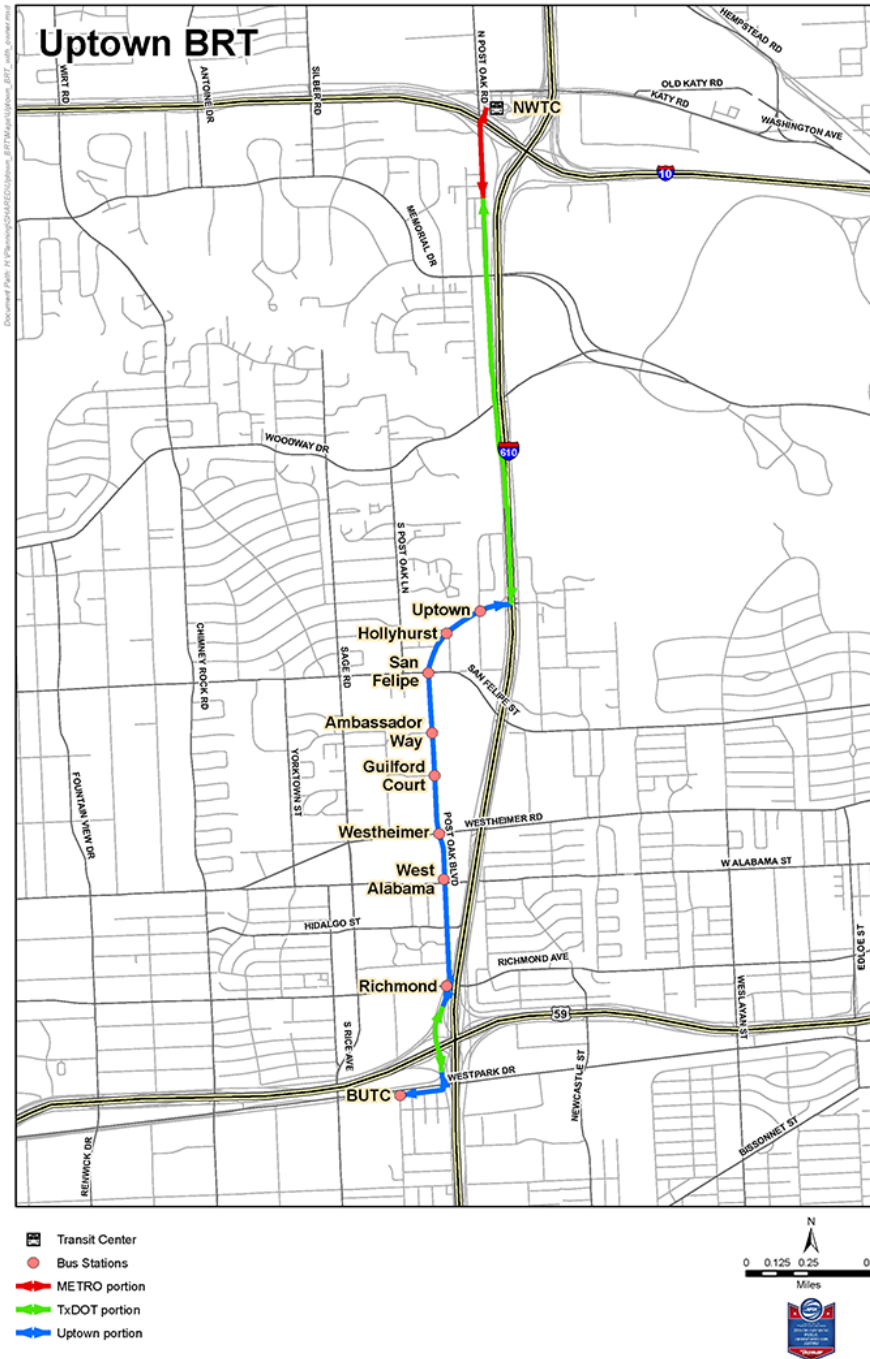 Uptown BRT
HEMPSTEAD RD
N POST OAK RD
WIRT RD
ANTOINE DR
SILBER RD
OLD KATY RD
KATY RD
NWTC
WASHINGTON AVE
10
MEMORIAL DR
WOODWAY DR
610
S POST OAK LN
Uptown
Hollyhurst
CHIMNEY ROCK RD
SAGE RD
San
Felipe
SAN FELIPE ST
Ambassador
Way
YORKTOWN ST
Guilford
Court
FOUNTAIN VIEW DR
POST OAK BLVD
WESTHEIMER RD
Westheimer
West
Alabama
W ALABAMA ST
HIDALGO ST
EDLOE ST
RICHMOND AVE
Richmond
WESLAYAN ST
59
S RICE AVE
WESTPARK DR
NEWCASTLE ST
BUTC
BISSONNET ST
RENWICK DR
Transit Center
Bus Stations
METRO portion
TxDOT portion
Uptown portion
N
0 0.125 0.25
Miles